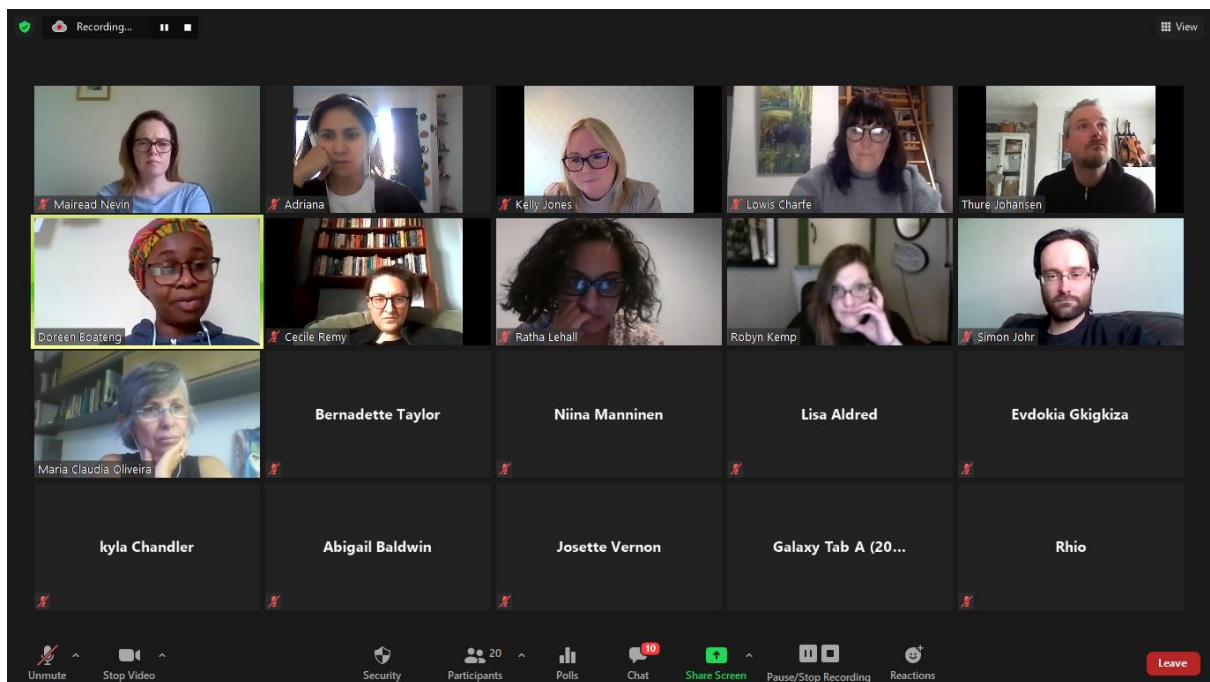 Recording...
View
Mairead Nevin
Adriana
Kelly Jones
Lowis Charfe
Thure Johansen
Doreen Boateng
Cecile Remy
Ratha Lehall
Robyn Kemp
Simon Johr
Maria Claudia Oliveira
Bernadette Taylor
Niina Manninen
Lisa Aldred
Evdokia Gkigkiza
kyla Chandler
Abigail Baldwin
Josette Vernon
Galaxy Tab A (20...
Rhio
Unmute
Stop Video
Security
Participants
20
Polls
Chat
10
Share Screen
Pause/Stop Recording
Reactions
Leave